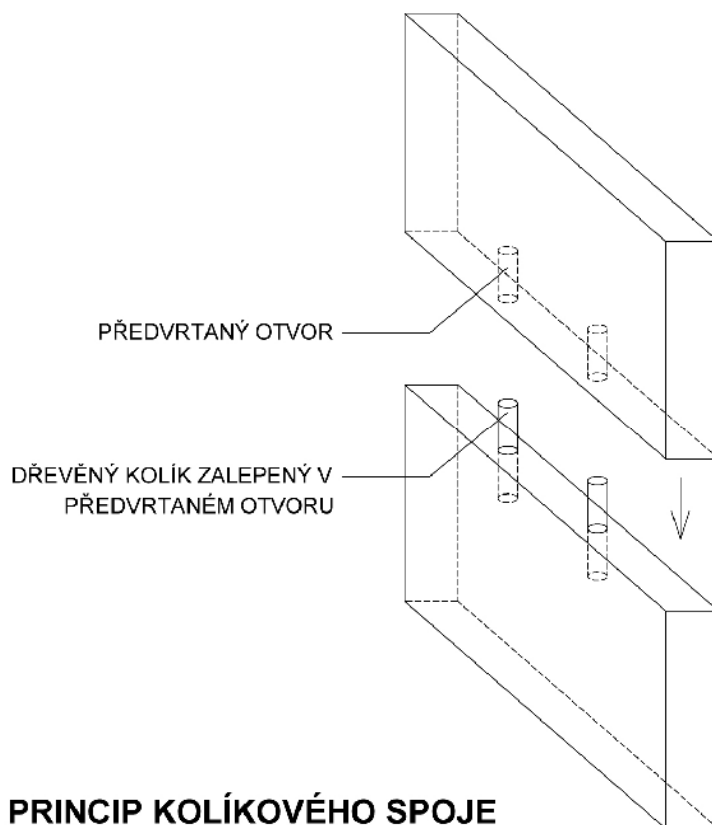 PŘEDVRTANÝ OTVOR
DŘEVĚNÝ KOLÍK ZALEPENÝ V
PŘEDVRTANÉM OTVORU
PRINCIP KOLÍKOVÉHO SPOJE